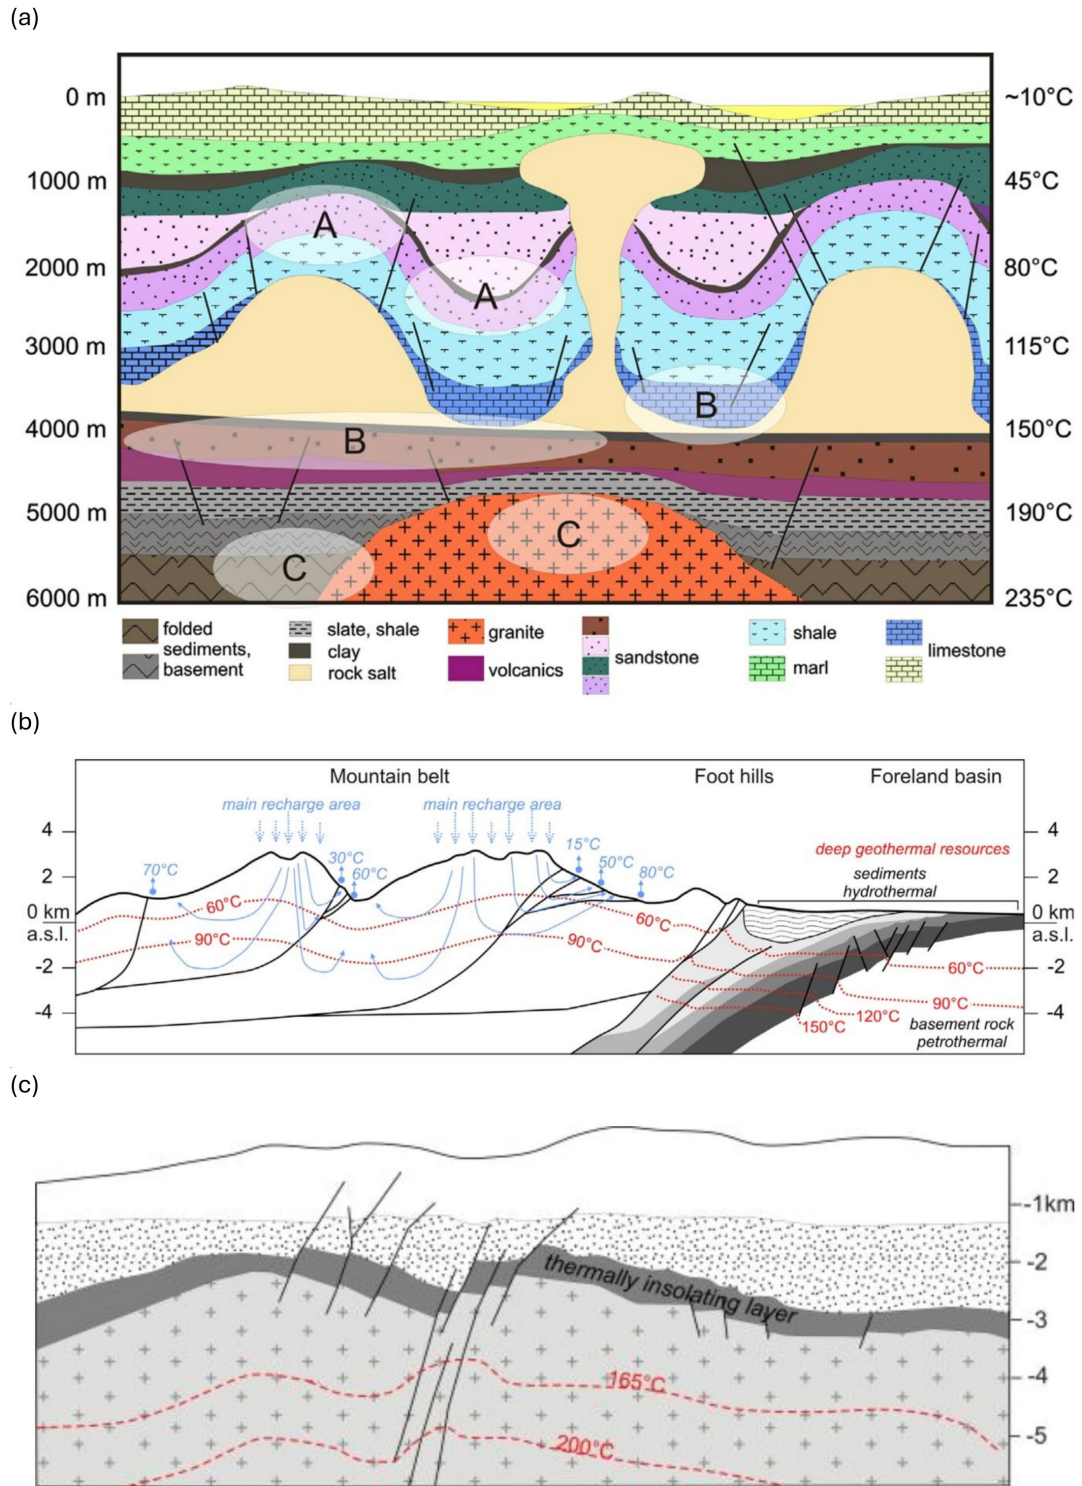 (a)
0 m
1000 m
2000 m
3000 m
4000 m
5000 m
6000 m
~10°C
45°C
80°C
115°C
150°C
190°C
235°C
A
A
B
B
C
C
folded
sediments,
basement
slate, shale
clay
rock salt
granite
volcanics
sandstone
shale
marl
limestone
(b)
Mountain belt
Foot hills
Foreland basin
main recharge area
main recharge area
4
2
0 km
a.s.l.
-2
-4
4
2
0 km
a.s.l.
-2
-4
70°C
30°C
60°C
15°C
50°C
80°C
deep geothermal resources
sediments
hydrothermal
60°C
90°C
60°C
90°C
60°C
90°C
120°C
150°C
basement rock
petrothermal
(c)
-1km
-2
-3
-4
-5
thermally insolating layer
165°C
200°C